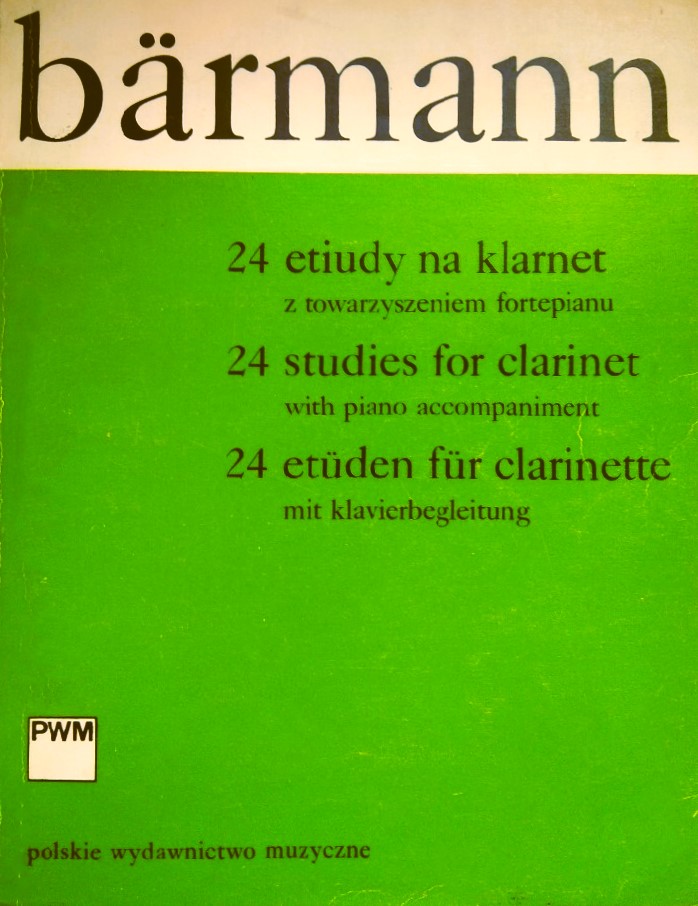 bärmann
24 etiudy na klarnet
z towarzyszeniem fortepianu
24 studies for clarinet
with piano accompaniment
24 etüden für clarinette
mit klavierbegleitung
PWM
polskie wydawnictwo muzyczne